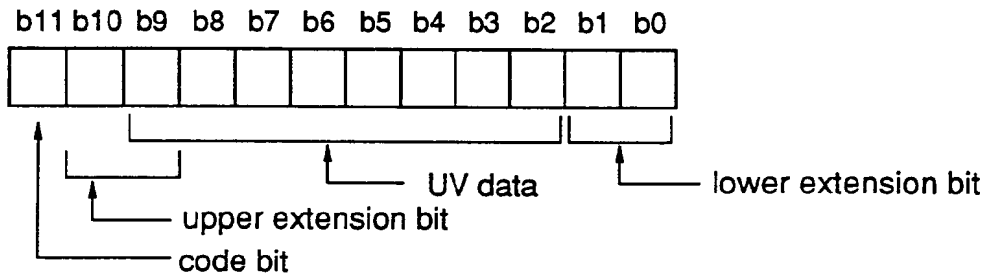 b11 b10 b9 b8 b7 b6 b5 b4 b3 b2 b1 b0
UV data
lower extension bit
upper extension bit
code bit